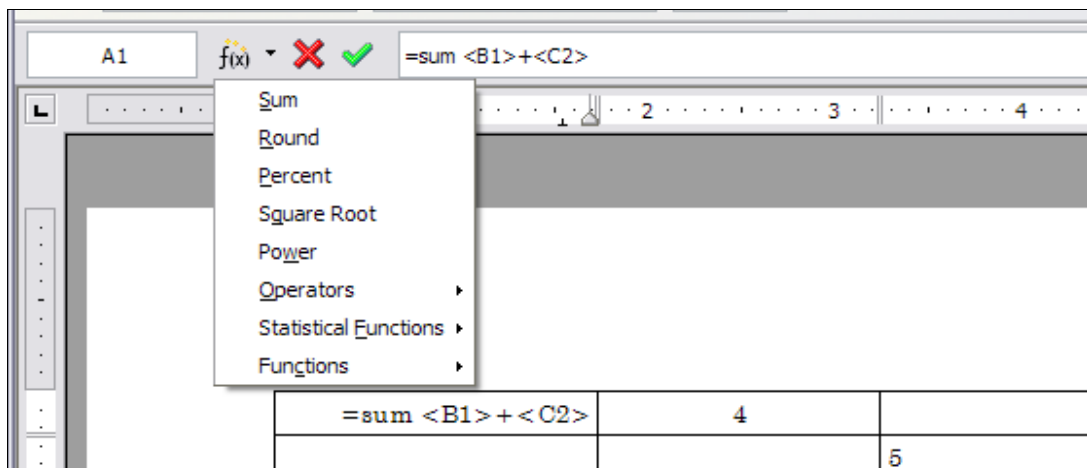 A1 f(x) =sum <B1>+<C2>
2 3 4
Sum
Round
Percent
Square Root
Power
Operators
Statistical Functions
Functions
=sum <B1>+<C2> 4
5